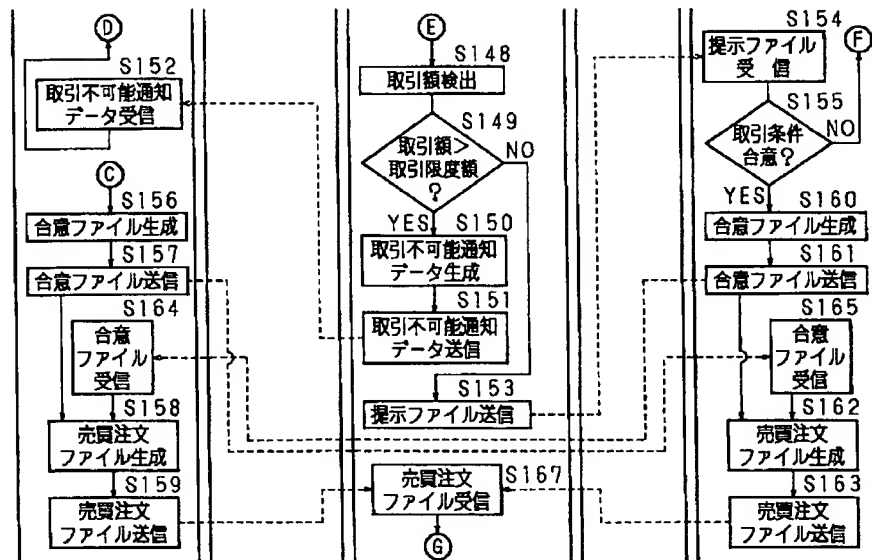 D
S152
取引不可能通知
データ受信
C
S156
合意ファイル生成
S157
合意ファイル送信
S164
合意
ファイル
受信
S158
売買注文
ファイル生成
S159
売買注文
ファイル送信
E
S148
取引額検出
S149
取引額>
取引限度額
?
NO
YES
S150
取引不可能通知
データ生成
S151
取引不可能通知
データ送信
S153
提示ファイル送信
S167
売買注文
ファイル受信
G
S154
提示ファイル
受信
F
S155
取引条件
合意?
NO
YES
S160
合意ファイル生成
S161
合意ファイル送信
S165
合意
ファイル
受信
S162
売買注文
ファイル生成
S163
売買注文
ファイル送信